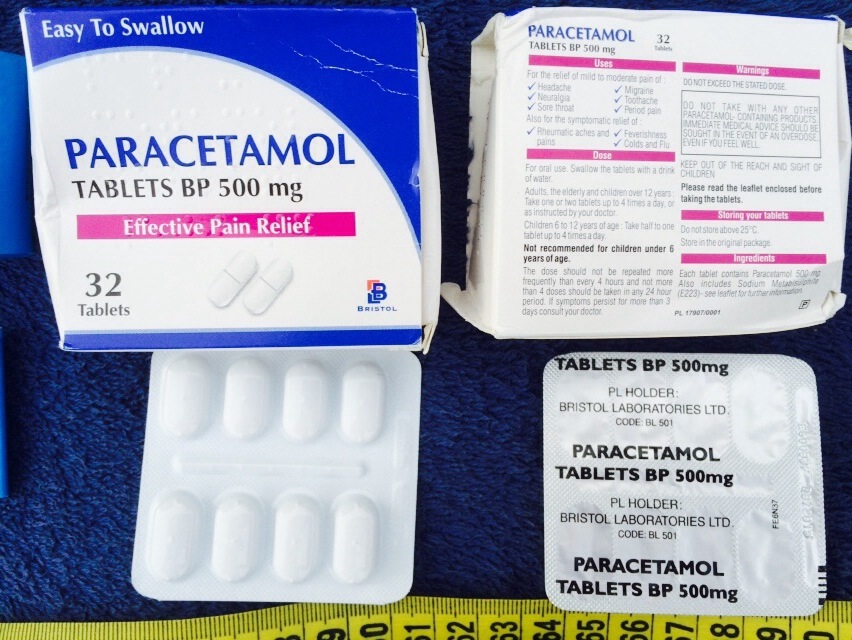 Easy To Swallow
PARACETAMOL
TABLETS BP 500 mg
Effective Pain Relief
32
Tablets
BRISTOL
PARACETAMOL 32
TABLETS BP 500 mg Tablets
Uses
For the relief of mild to moderate pain of :
✓ Headache ✓ Migraine
✓ Neuralgia ✓ Toothache
✓ Sore throat ✓ Period pain
Also for the symptomatic relief of :
✓ Rheumatic aches and ✓ Feverishness
pains ✓ Colds and Flu
Dose
For oral use. Swallow the tablets with a drink
of water.
Adults, the elderly and children over 12 years :
Take one or two tablets up to 4 times a day, or
as instructed by your doctor.
Children 6 to 12 years of age : Take half to one
tablet up to 4 times a day.
Not recommended for children under 6
years of age.
The dose should not be repeated more
frequently than every 4 hours and not more
than 4 doses should be taken in any 24 hour
period. If symptoms persist for more than 3
days consult your doctor.
Warnings
DO NOT EXCEED THE STATED DOSE.
DO NOT TAKE WITH ANY OTHER
PARACETAMOL- CONTAINING PRODUCTS.
IMMEDIATE MEDICAL ADVICE SHOULD BE
SOUGHT IN THE EVENT OF AN OVERDOSE,
EVEN IF YOU FEEL WELL.
KEEP OUT OF THE REACH AND SIGHT OF
CHILDREN
Please read the leaflet enclosed before
taking the tablets.
Storing your tablets
Do not store above 25°C.
Store in the original package.
Ingredients
Each tablet contains Paracetamol 500 mg
Also includes Sodium Metabisulphite
(E223)- see leaflet for further information.
P
PL 17907/0001
TABLETS BP 500mg
PL HOLDER:
BRISTOL LABORATORIES LTD.
CODE: BL 501
PARACETAMOL
TABLETS BP 500mg
PL HOLDER:
BRISTOL LABORATORIES LTD.
CODE: BL 501
PARACETAMOL
TABLETS BP 500mg
FE6N37
60 61 62 63 64 65 66 67 68 69